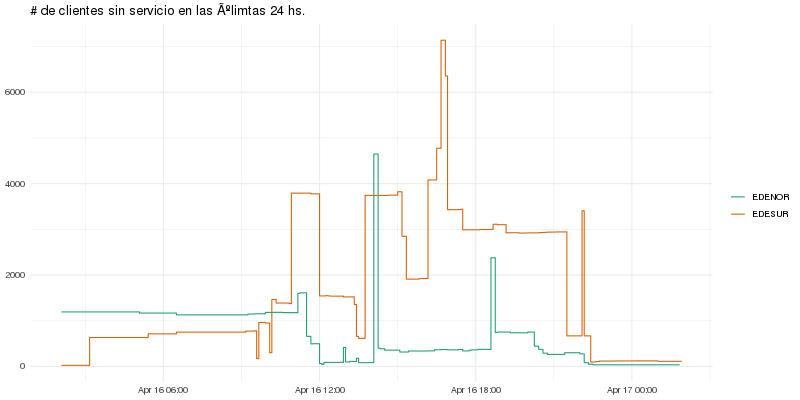 # de clientes sin servicio en las Ãºlimtas 24 hs.
6000
4000
2000
0
EDENOR
EDESUR
Apr 16 06:00
Apr 16 12:00
Apr 16 18:00
Apr 17 00:00